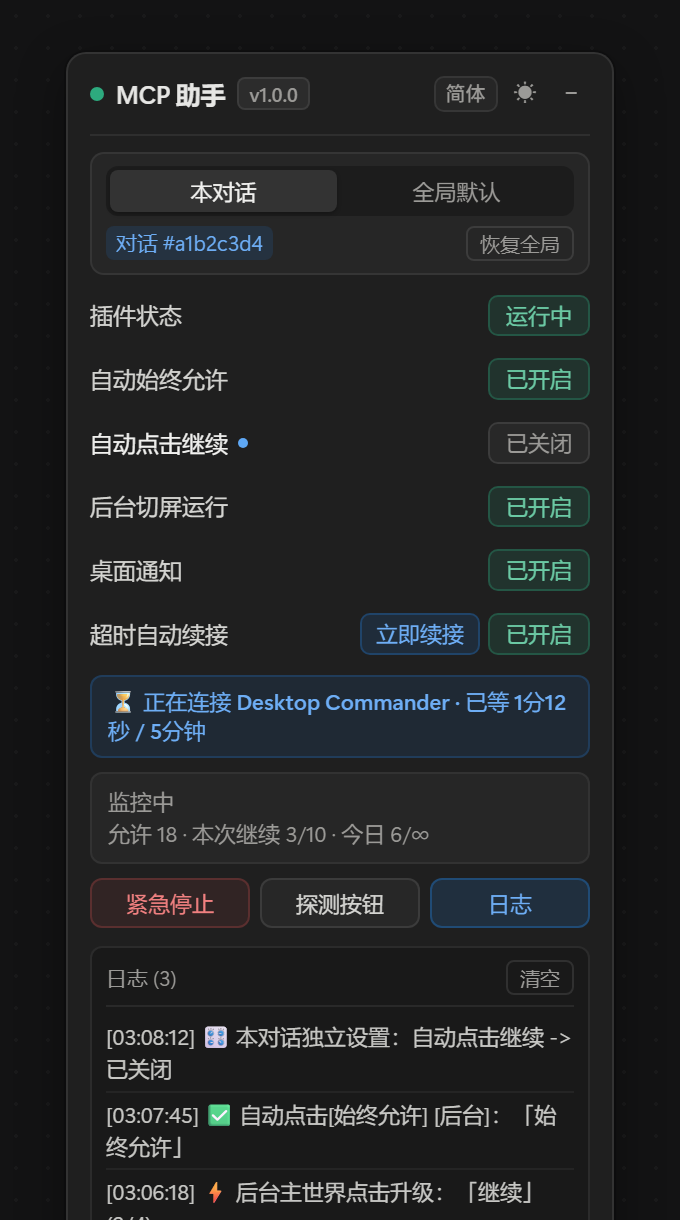 MCP 助手 v1.0.0 简体 −
本对话 全局默认
对话 #a1b2c3d4 恢复全局
插件状态 运行中
自动始终允许 已开启
自动点击继续 已关闭
后台切屏运行 已开启
桌面通知 已开启
超时自动续接 立即续接 已开启
⏳ 正在连接 Desktop Commander · 已等 1分12
秒 / 5分钟
监控中
允许 18 · 本次继续 3/10 · 今日 6/∞
紧急停止 探测按钮 日志
日志 (3) 清空
[03:08:12] 🎛️ 本对话独立设置：自动点击继续 ->
已关闭
[03:07:45] ✅ 自动点击[始终允许] [后台]：「始
终允许」
[03:06:18] ⚡ 后台主世界点击升级：「继续」